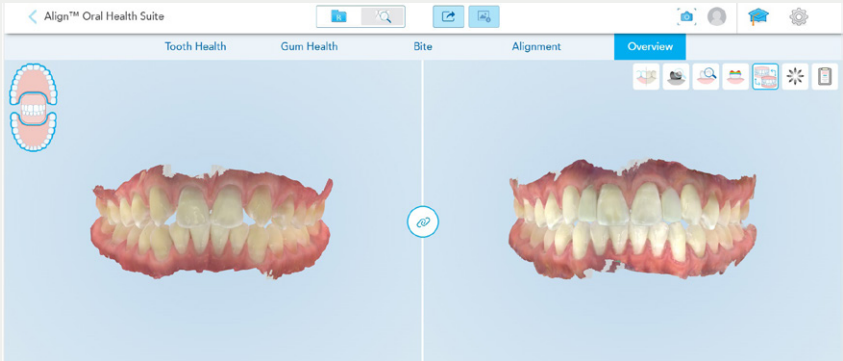 Align™ Oral Health Suite
Tooth Health
Gum Health
Bite
Alignment
Overview